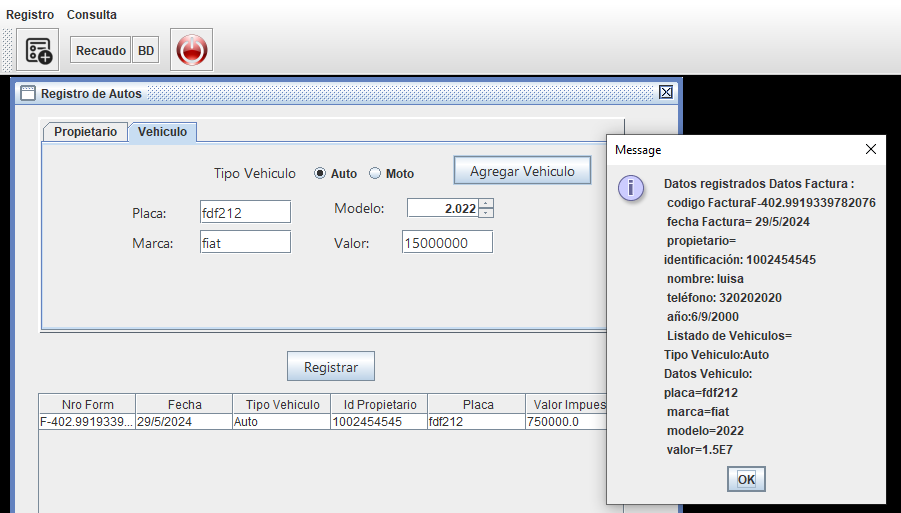 Registro Consulta
Recaudo BD
Registro de Autos
Propietario Vehiculo
Tipo Vehiculo Auto Moto Agregar Vehiculo
Placa: fdf212 Modelo: 2.022
Marca: fiat Valor: 15000000
Registrar
Nro Form Fecha Tipo Vehiculo Id Propietario Placa Valor Impues
F-402.9919339... 29/5/2024 Auto 1002454545 fdf212 750000.0
Message
Datos registrados Datos Factura :
codigo FacturaF-402.9919339782076
fecha Factura= 29/5/2024
propietario=
identificación: 1002454545
nombre: luisa
teléfono: 320202020
año:6/9/2000
Listado de Vehiculos=
Tipo Vehiculo:Auto
Datos Vehiculo:
placa=fdf212
marca=fiat
modelo=2022
valor=1.5E7
OK